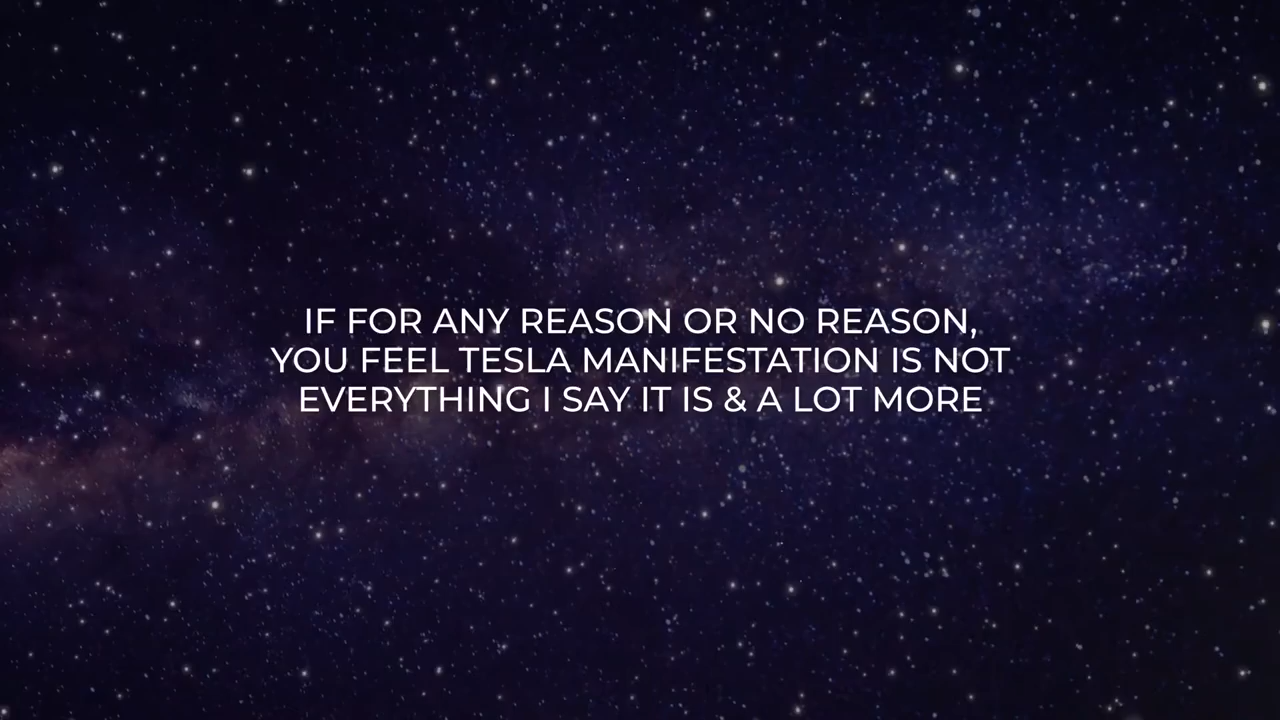 IF FOR ANY REASON OR NO REASON,
YOU FEEL TESLA MANIFESTATION IS NOT
EVERYTHING I SAY IT IS & A LOT MORE